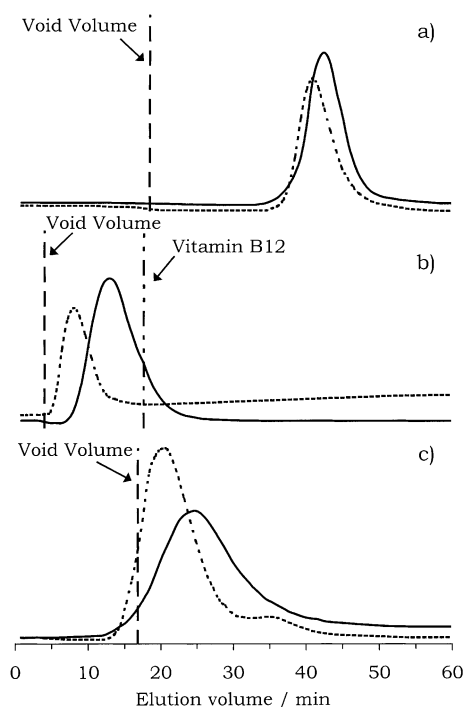 Void Volume
a)
Void Volume
Vitamin B12
b)
Void Volume
c)
0 10 20 30 40 50 60
Elution volume / min